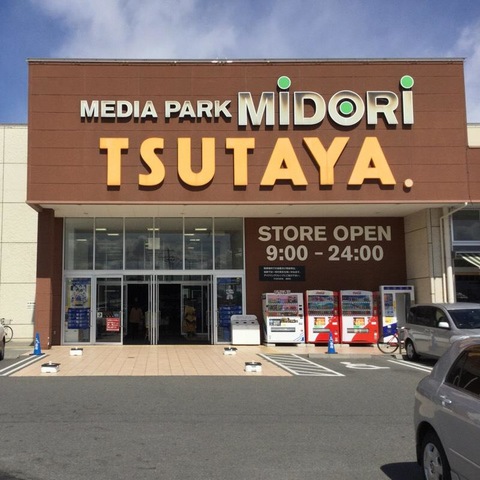 MEDIA PARK MIDORI
TSUTAYA.
STORE OPEN
9:00 - 24:00